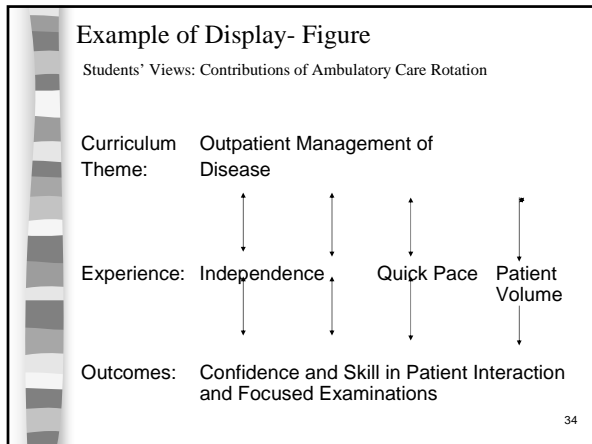 Example of Display- Figure
Students' Views: Contributions of Ambulatory Care Rotation
Curriculum Outpatient Management of
Theme: Disease
Experience: Independence Quick Pace Patient
Volume
Outcomes: Confidence and Skill in Patient Interaction
and Focused Examinations
34